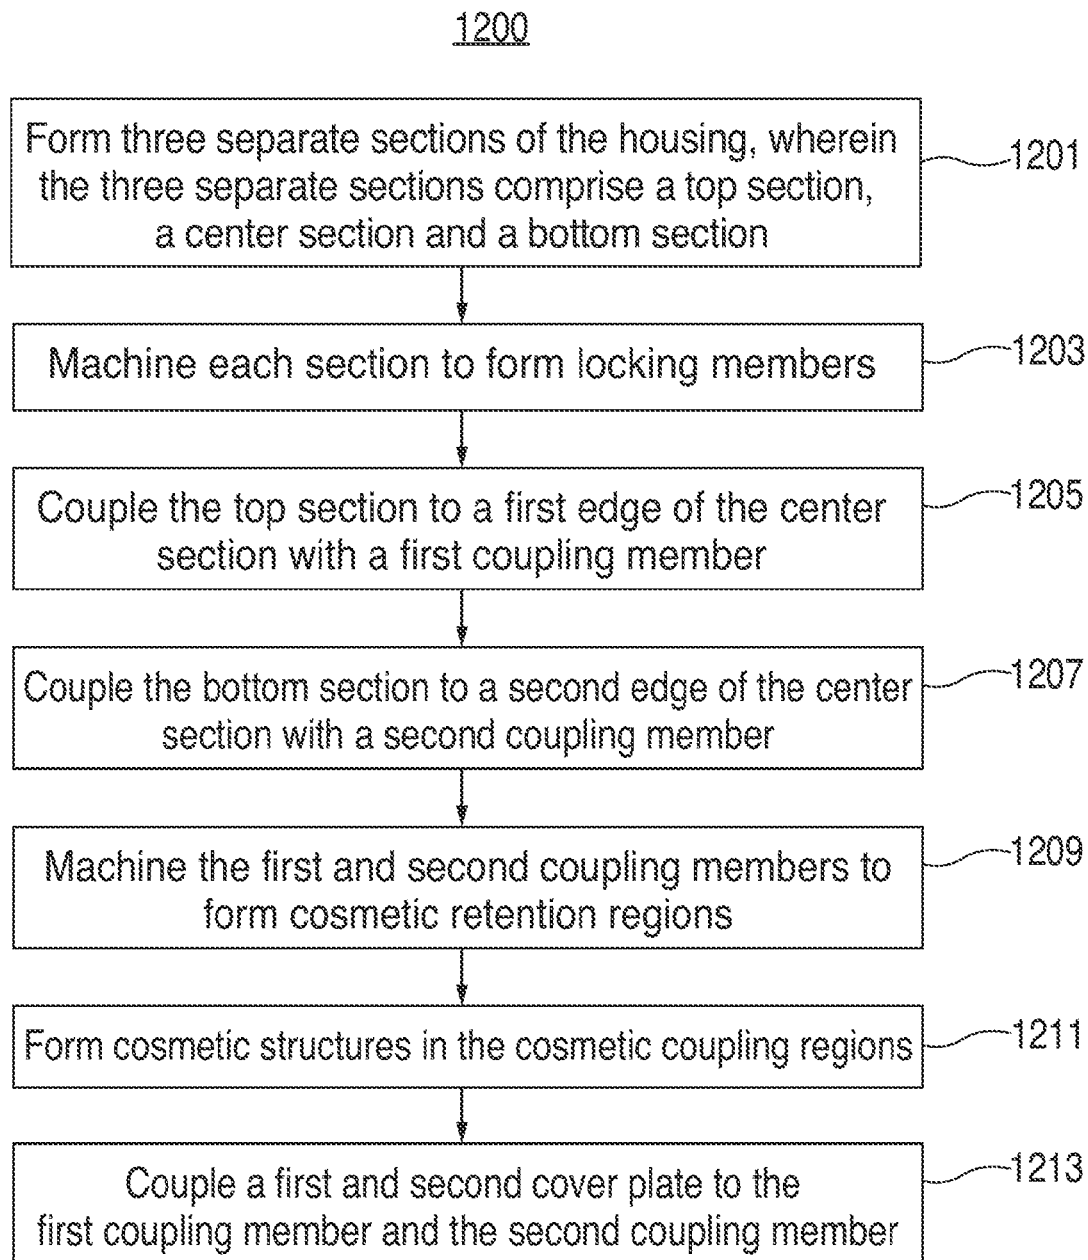 1200
Form three separate sections of the housing, wherein
the three separate sections comprise a top section,
a center section and a bottom section
1201
Machine each section to form locking members
1203
Couple the top section to a first edge of the center
section with a first coupling member
1205
Couple the bottom section to a second edge of the center
section with a second coupling member
1207
Machine the first and second coupling members to
form cosmetic retention regions
1209
Form cosmetic structures in the cosmetic coupling regions
1211
Couple a first and second cover plate to the
first coupling member and the second coupling member
1213